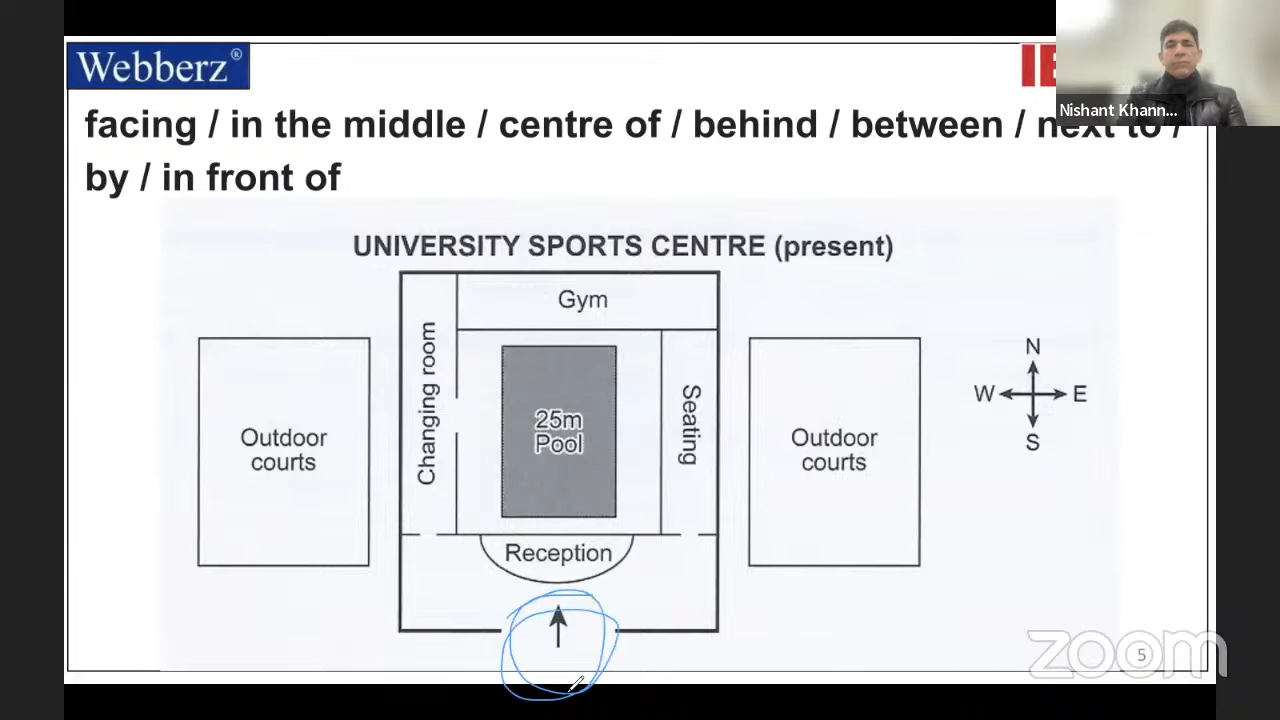 Webberz®
IE
Nishant Khann...
facing / in the middle / centre of / behind / between / next to /
by / in front of
UNIVERSITY SPORTS CENTRE (present)
Gym
Changing room
25m
Pool
Seating
Outdoor
courts
Outdoor
courts
N
W E
S
Reception
zoom
5